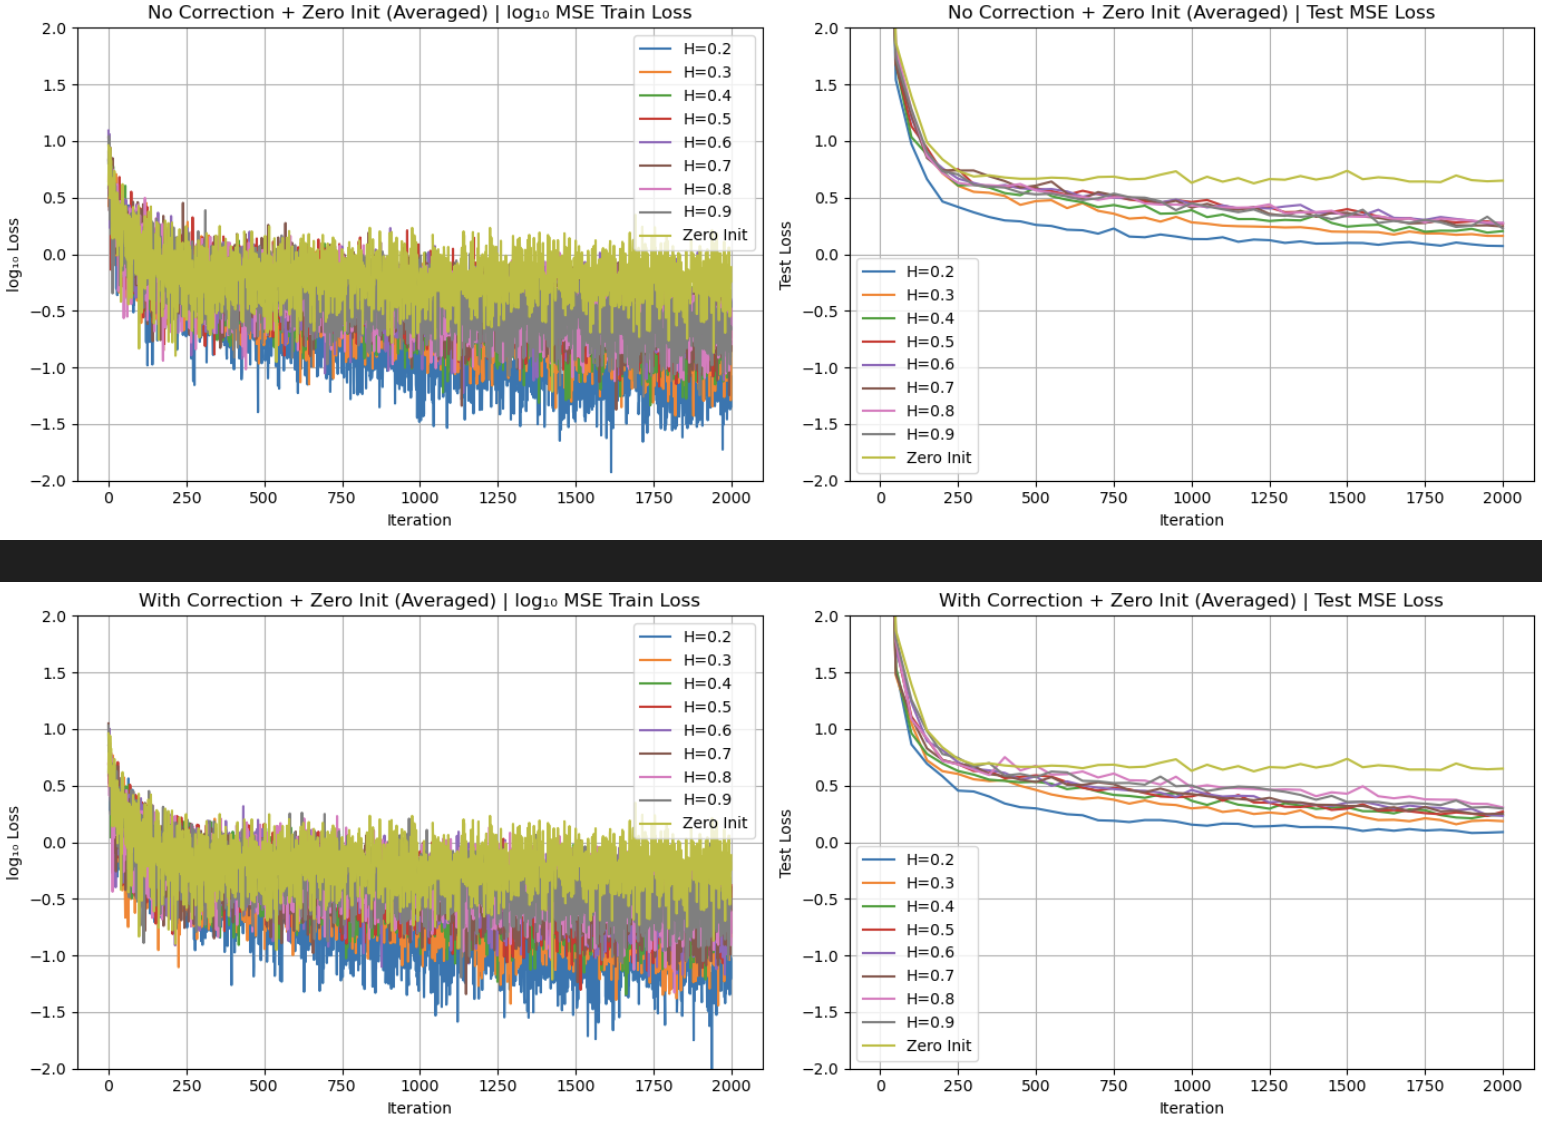 No Correction + Zero Init (Averaged) | log₁₀ MSE Train Loss
2.0
1.5
1.0
0.5
0.0
−0.5
−1.0
−1.5
−2.0
log₁₀ Loss
H=0.2
H=0.3
H=0.4
H=0.5
H=0.6
H=0.7
H=0.8
H=0.9
Zero Init
0 250 500 750 1000 1250 1500 1750 2000
Iteration
No Correction + Zero Init (Averaged) | Test MSE Loss
2.0
1.5
1.0
0.5
0.0
−0.5
−1.0
−1.5
−2.0
Test Loss
H=0.2
H=0.3
H=0.4
H=0.5
H=0.6
H=0.7
H=0.8
H=0.9
Zero Init
0 250 500 750 1000 1250 1500 1750 2000
Iteration
With Correction + Zero Init (Averaged) | log₁₀ MSE Train Loss
2.0
1.5
1.0
0.5
0.0
−0.5
−1.0
−1.5
−2.0
log₁₀ Loss
H=0.2
H=0.3
H=0.4
H=0.5
H=0.6
H=0.7
H=0.8
H=0.9
Zero Init
0 250 500 750 1000 1250 1500 1750 2000
Iteration
With Correction + Zero Init (Averaged) | Test MSE Loss
2.0
1.5
1.0
0.5
0.0
−0.5
−1.0
−1.5
−2.0
Test Loss
H=0.2
H=0.3
H=0.4
H=0.5
H=0.6
H=0.7
H=0.8
H=0.9
Zero Init
0 250 500 750 1000 1250 1500 1750 2000
Iteration